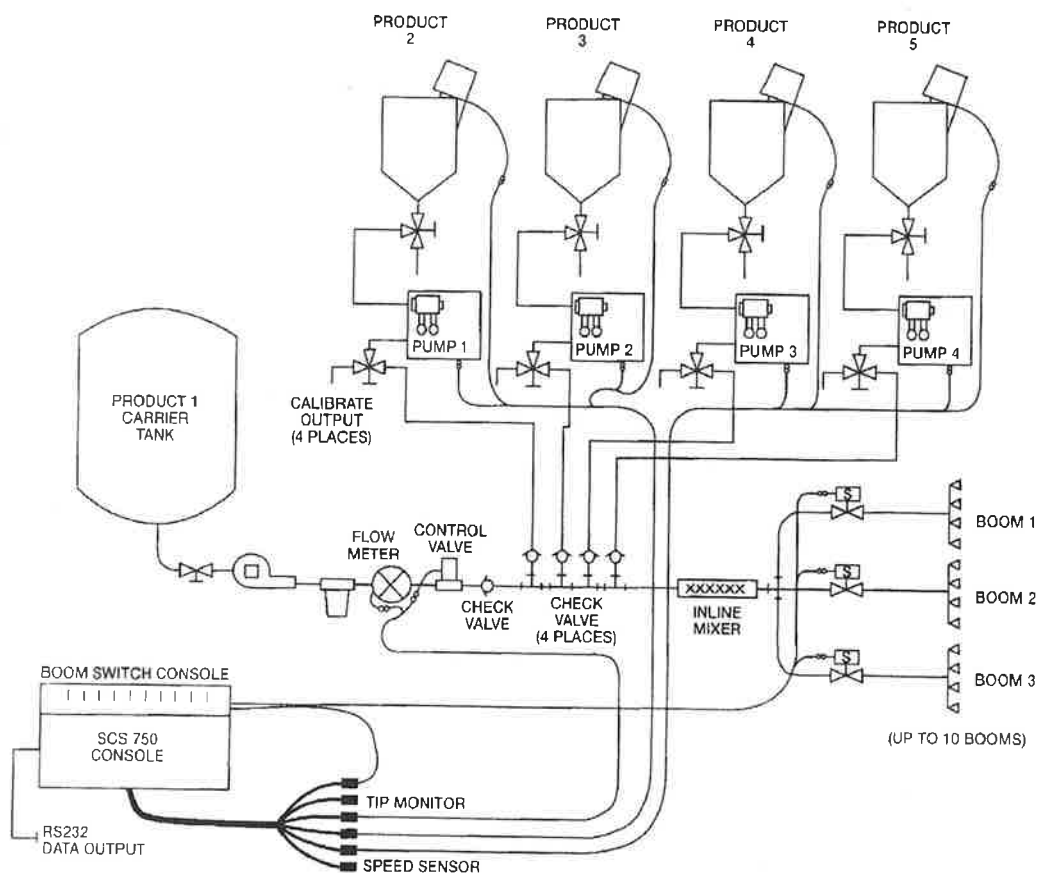 PRODUCT
2
PRODUCT
3
PRODUCT
4
PRODUCT
5
PUMP 1
PUMP 2
PUMP 3
PUMP 4
PRODUCT 1
CARRIER
TANK
CALIBRATE
OUTPUT
(4 PLACES)
FLOW
METER
CONTROL
VALVE
CHECK
VALVE
CHECK
VALVE
(4 PLACES)
XXXXXX
INLINE
MIXER
S
BOOM 1
S
BOOM 2
S
BOOM 3
(UP TO 10 BOOMS)
BOOM SWITCH CONSOLE
SCS 750
CONSOLE
TIP MONITOR
SPEED SENSOR
RS232
DATA OUTPUT